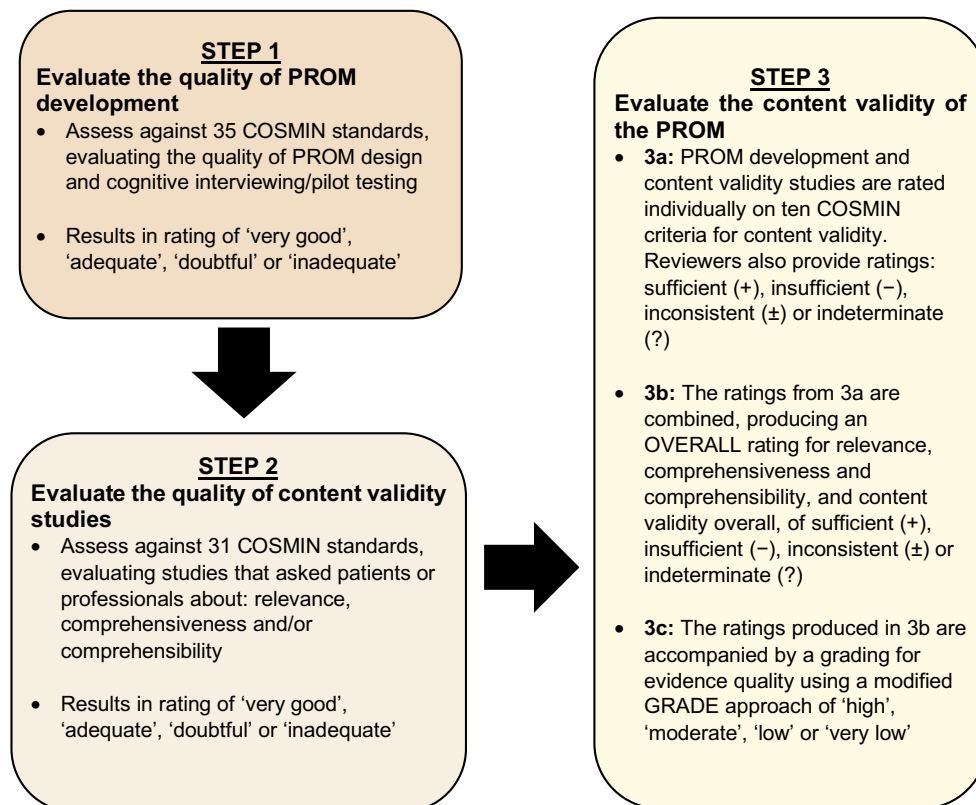 STEP 1
Evaluate the quality of PROM
development
• Assess against 35 COSMIN standards,
evaluating the quality of PROM design
and cognitive interviewing/pilot testing
• Results in rating of ‘very good’,
‘adequate’, ‘doubtful’ or ‘inadequate’
STEP 2
Evaluate the quality of content validity
studies
• Assess against 31 COSMIN standards,
evaluating studies that asked patients or
professionals about: relevance,
comprehensiveness and/or
comprehensibility
• Results in rating of ‘very good’,
‘adequate’, ‘doubtful’ or ‘inadequate’
STEP 3
Evaluate the content validity of
the PROM
• 3a: PROM development and
content validity studies are rated
individually on ten COSMIN
criteria for content validity.
Reviewers also provide ratings:
sufficient (+), insufficient (−),
inconsistent (±) or indeterminate
(?)
• 3b: The ratings from 3a are
combined, producing an
OVERALL rating for relevance,
comprehensiveness and
comprehensibility, and content
validity overall, of sufficient (+),
insufficient (−), inconsistent (±) or
indeterminate (?)
• 3c: The ratings produced in 3b are
accompanied by a grading for
evidence quality using a modified
GRADE approach of ‘high’,
‘moderate’, ‘low’ or ‘very low’